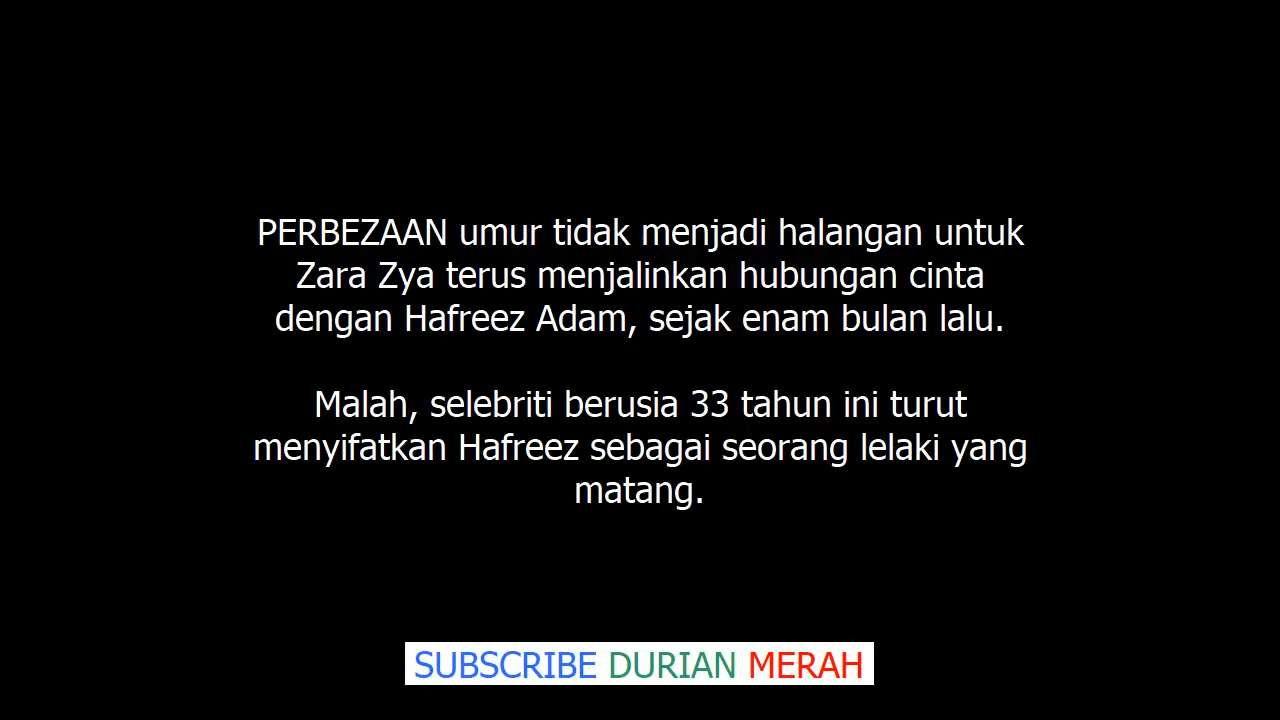 PERBEZAAN umur tidak menjadi halangan untuk
Zara Zya terus menjalinkan hubungan cinta
dengan Hafreez Adam, sejak enam bulan lalu.
Malah, selebriti berusia 33 tahun ini turut
menyifatkan Hafreez sebagai seorang lelaki yang
matang.
SUBSCRIBE DURIAN MERAH